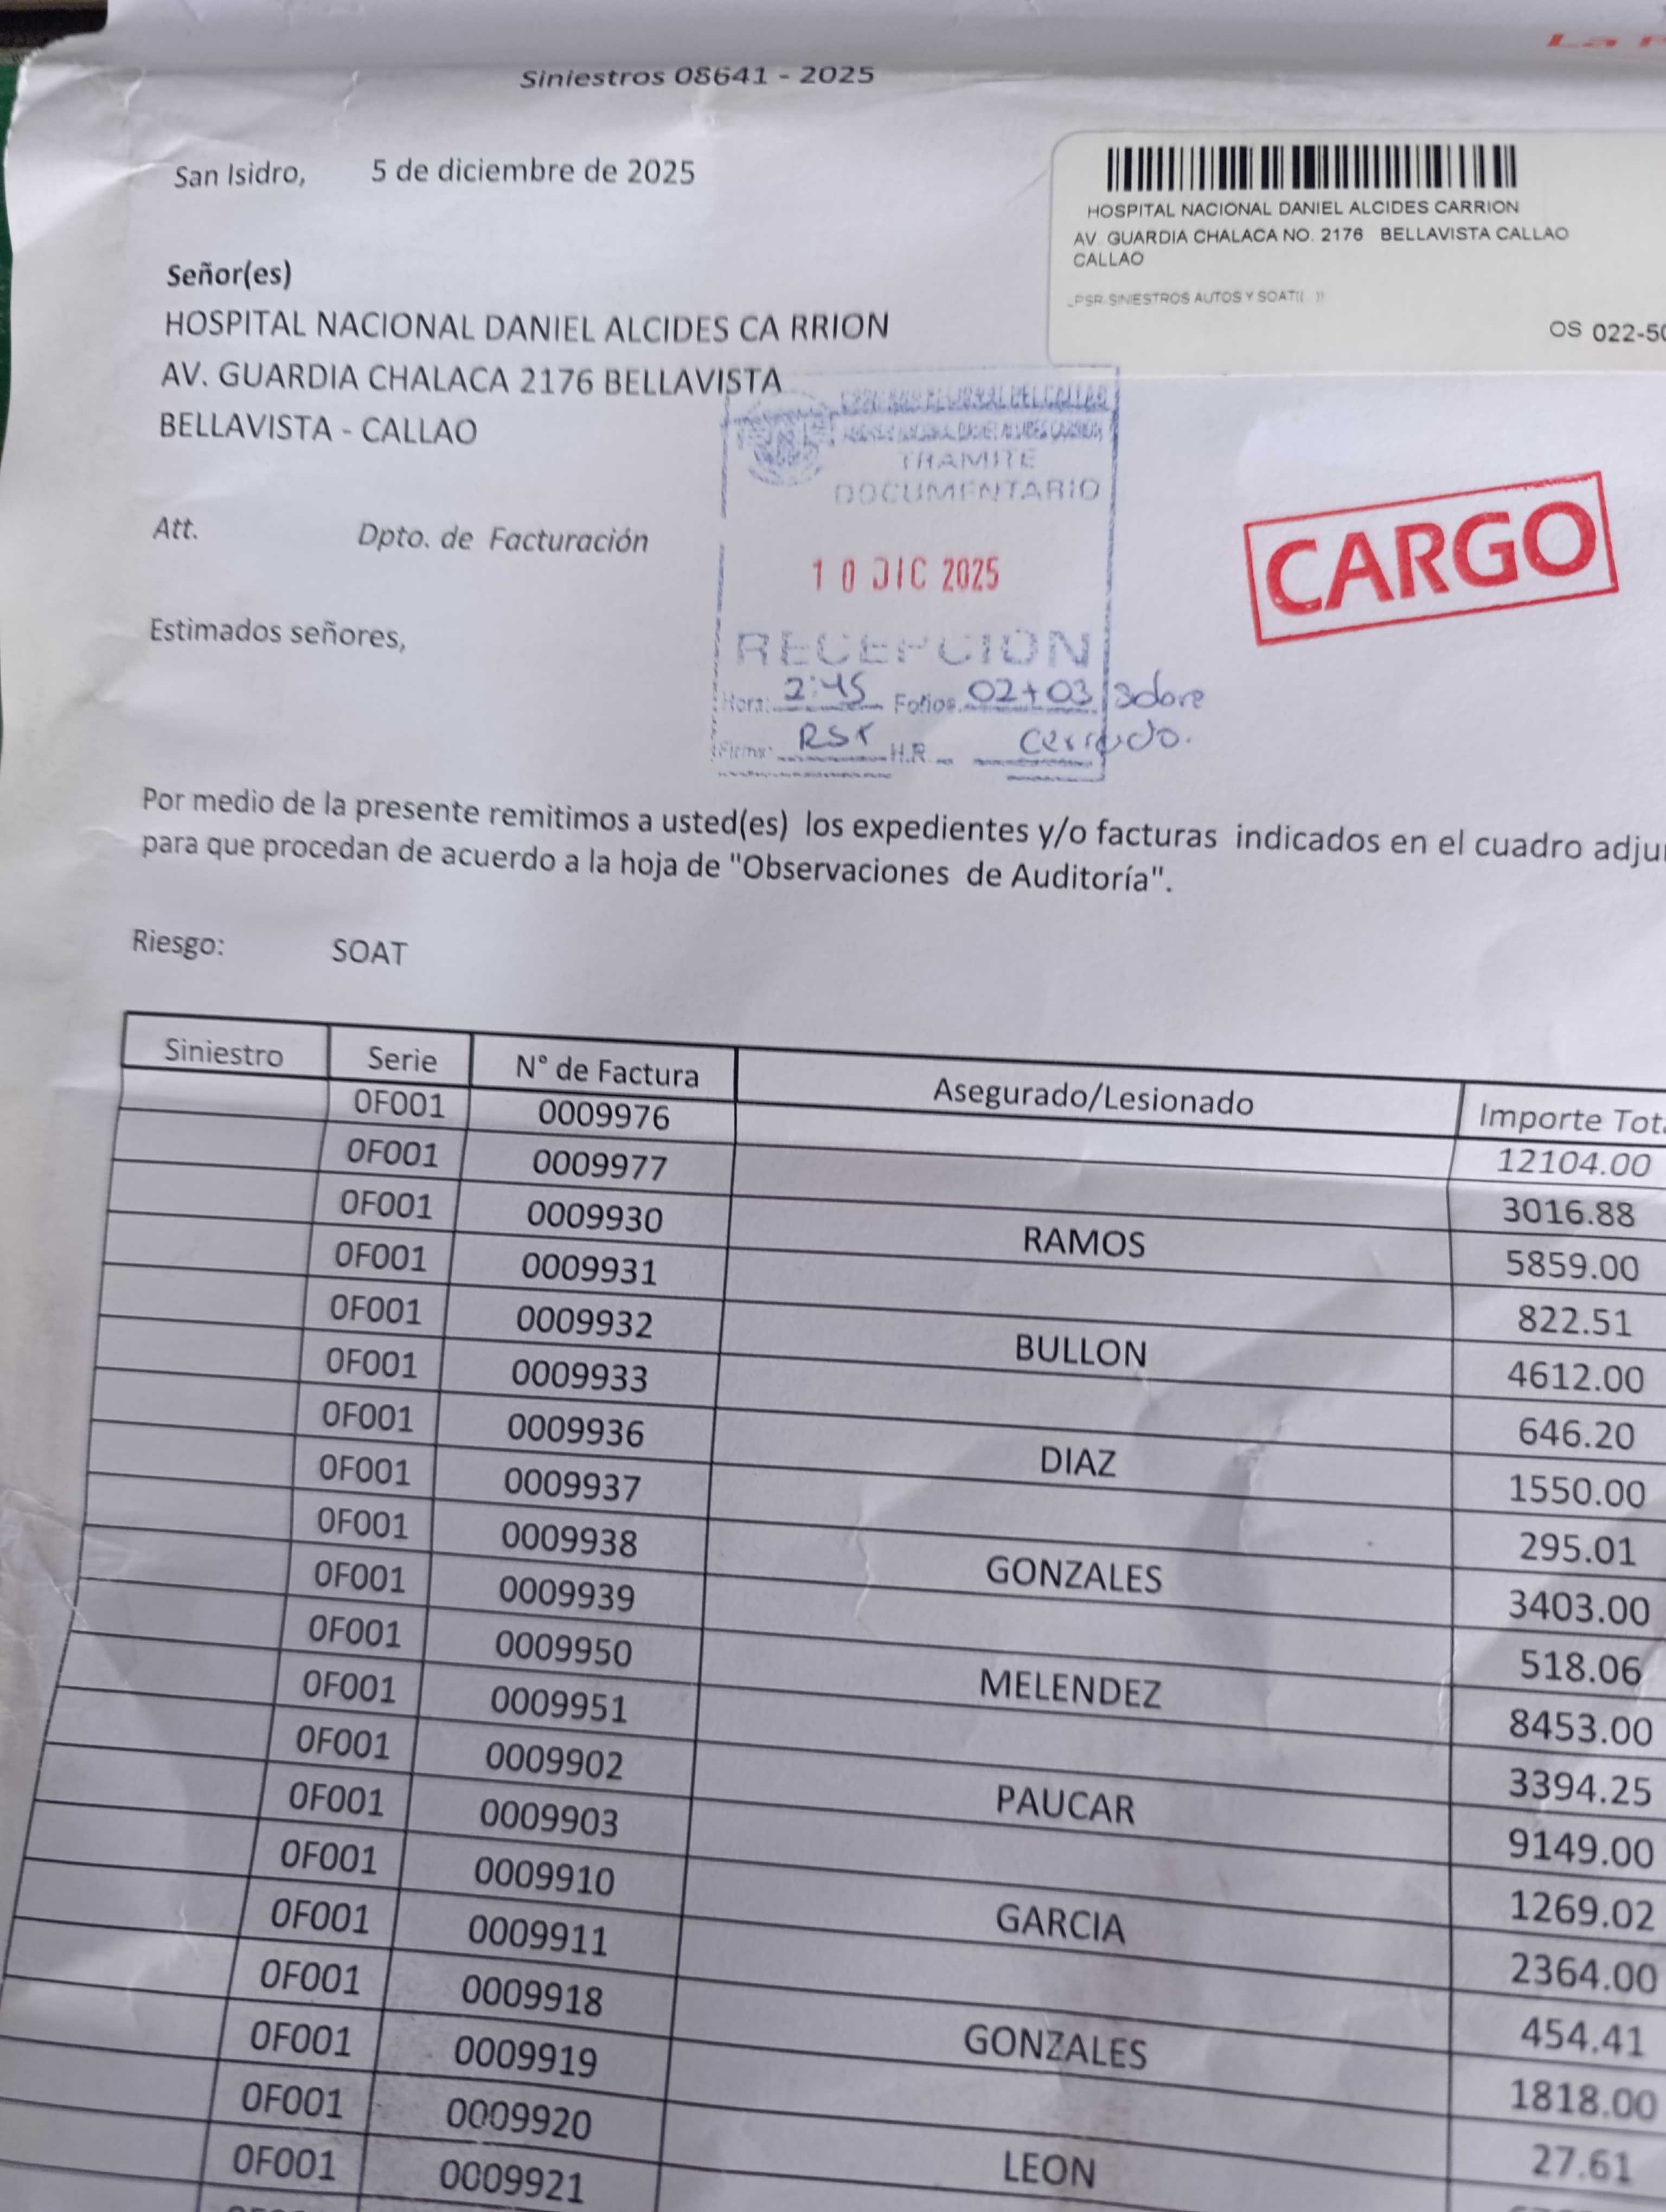 La
Siniestros 08641 - 2025
San Isidro, 5 de diciembre de 2025
HOSPITAL NACIONAL DANIEL ALCIDES CARRION
AV. GUARDIA CHALACA NO. 2176 BELLAVISTA CALLAO
CALLAO
_PSR-SINIESTROS AUTOS Y SOAT(( ))
OS 022-50
Señor(es)
HOSPITAL NACIONAL DANIEL ALCIDES CA RRION
AV. GUARDIA CHALACA 2176 BELLAVISTA
BELLAVISTA - CALLAO
TRAMITE
DOCUMENTARIO
10 DIC 2025
RECEPCION
Hora: 2:45 Folios. 02+03 sobre
Firma: RST H.R. cerrado.
CARGO
Att. Dpto. de Facturación
Estimados señores,
Por medio de la presente remitimos a usted(es) los expedientes y/o facturas indicados en el cuadro adju
para que procedan de acuerdo a la hoja de "Observaciones de Auditoría".
Riesgo: SOAT
Siniestro Serie N° de Factura Asegurado/Lesionado Importe Tot
0F001 0009976 12104.00
0F001 0009977 3016.88
0F001 0009930 RAMOS 5859.00
0F001 0009931 822.51
0F001 0009932 BULLON 4612.00
0F001 0009933 646.20
0F001 0009936 DIAZ 1550.00
0F001 0009937 295.01
0F001 0009938 GONZALES 3403.00
0F001 0009939 518.06
0F001 0009950 MELENDEZ 8453.00
0F001 0009951 3394.25
0F001 0009902 PAUCAR 9149.00
0F001 0009903 1269.02
0F001 0009910 GARCIA 2364.00
0F001 0009911 454.41
0F001 0009918 GONZALES 1818.00
0F001 0009919 27.61
0F001 0009920 LEON
0F001 0009921